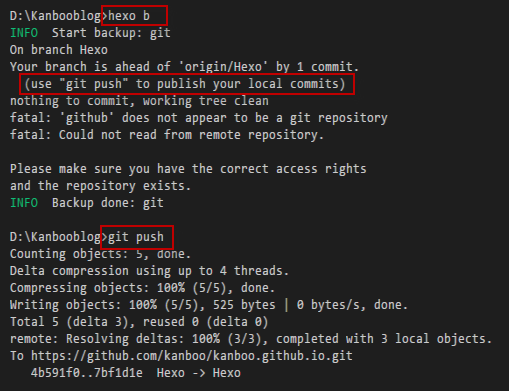 D:\Kanbooblog>hexo b
INFO  Start backup: git
On branch Hexo
Your branch is ahead of 'origin/Hexo' by 1 commit.
  (use "git push" to publish your local commits)
nothing to commit, working tree clean
fatal: 'github' does not appear to be a git repository
fatal: Could not read from remote repository.

Please make sure you have the correct access rights
and the repository exists.
INFO  Backup done: git

D:\Kanbooblog>git push
Counting objects: 5, done.
Delta compression using up to 4 threads.
Compressing objects: 100% (5/5), done.
Writing objects: 100% (5/5), 525 bytes | 0 bytes/s, done.
Total 5 (delta 3), reused 0 (delta 0)
remote: Resolving deltas: 100% (3/3), completed with 3 local objects.
To https://github.com/kanboo/kanboo.github.io.git
   4b591f0..7bf1d1e  Hexo -> Hexo